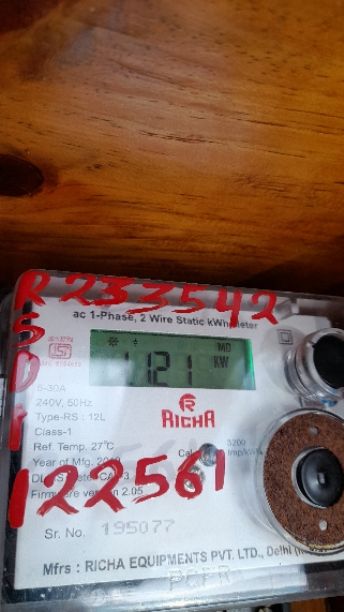 R233542
ac 1-Phase, 2 Wire Static kWh meter
ISI
MD
1.121 KW
5-30A
240V, 50Hz
RICHA
Type-RS : 12L
Class-1
Ref. Temp. 27°C
3200
Year of Mfg.
Cal
imp/kWh
122561
Firmware version 2.05
Sr. No. 195077
Mfrs : RICHA EQUIPMENTS PVT. LTD., Delhi